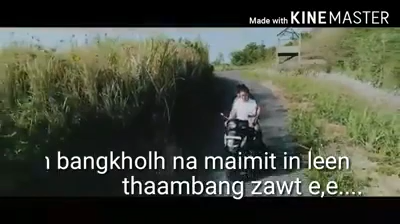 Made with KINEMASTER
bangkholh na maimit in leen
thaambang zawt e,e....